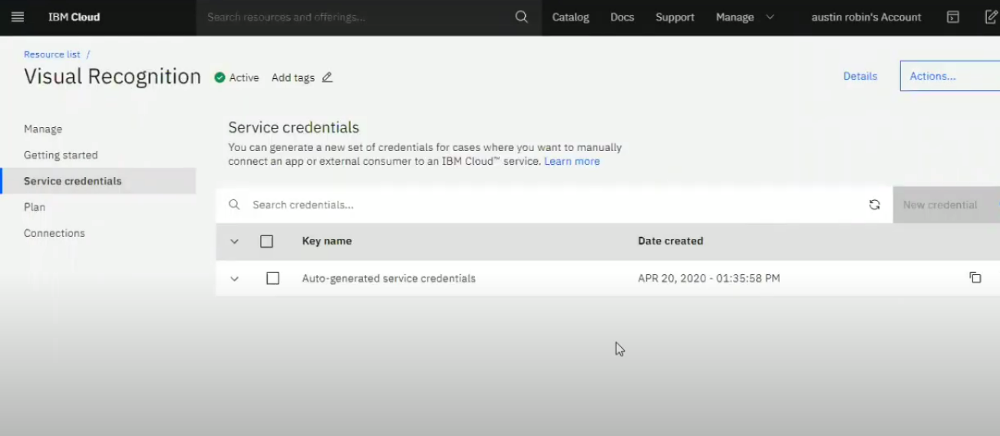 IBM Cloud
Search resources and offerings...
Catalog
Docs
Support
Manage
austin robin's Account
Resource list /
Visual Recognition
Active
Add tags
Details
Actions...
Manage
Getting started
Service credentials
Plan
Connections
Service credentials
You can generate a new set of credentials for cases where you want to manually
connect an app or external consumer to an IBM Cloud™ service. Learn more
Search credentials...
New credential
Key name
Date created
Auto-generated service credentials
APR 20, 2020 - 01:35:58 PM